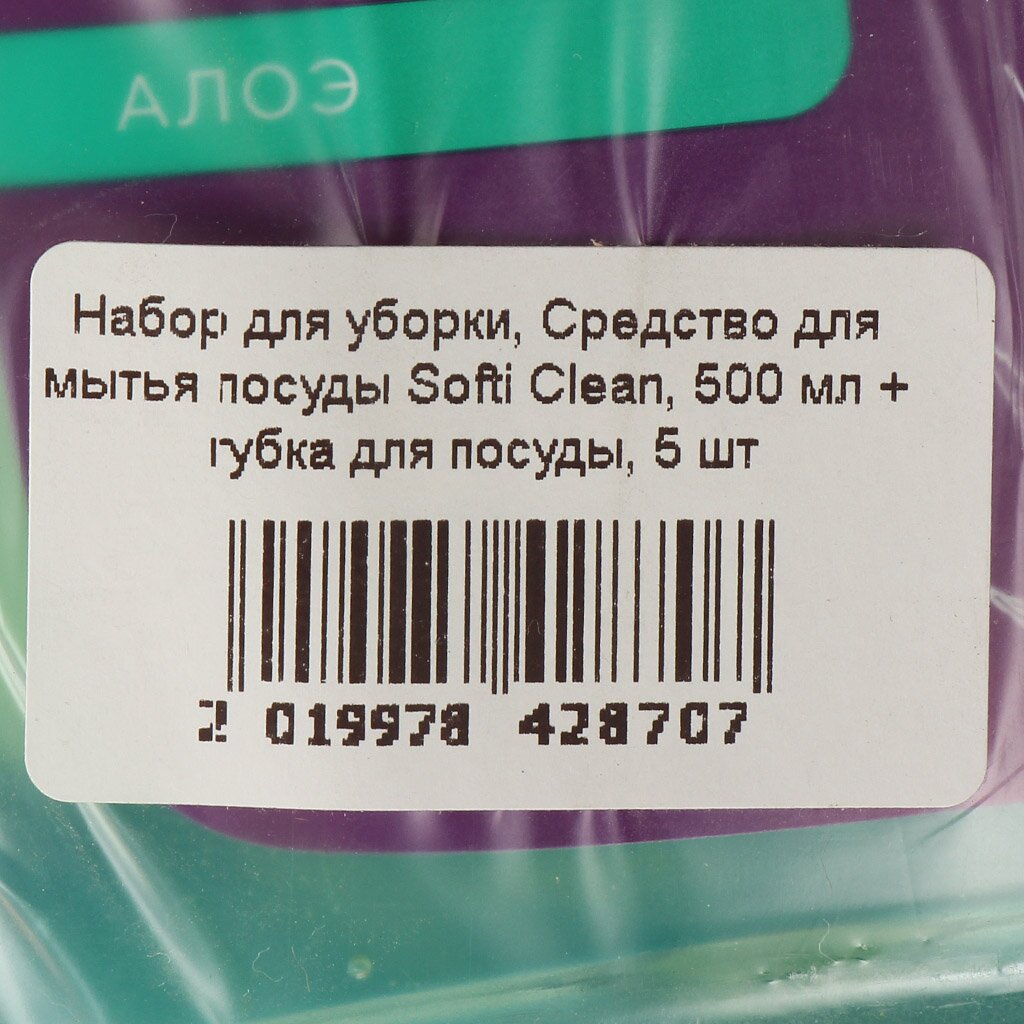 АЛОЭ
Набор для уборки, Средство для
мытья посуды Softi Clean, 500 мл +
губка для посуды, 5 шт
2 019978 428707